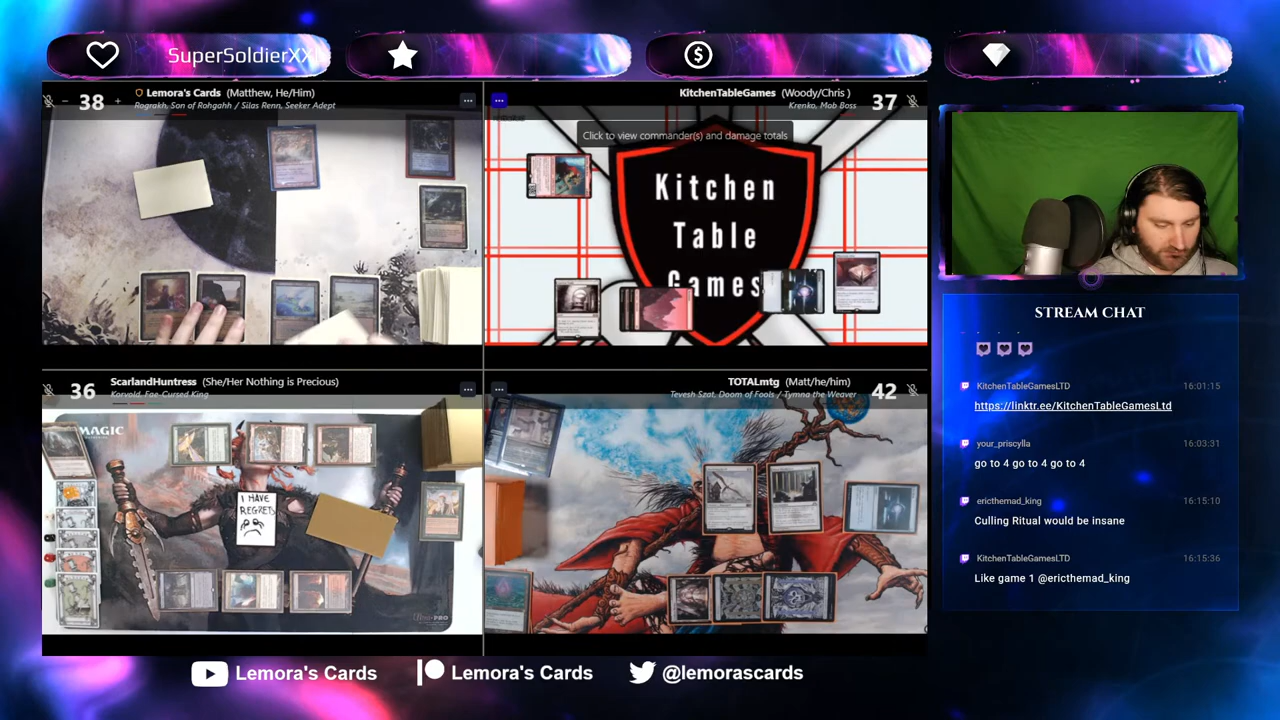 SuperSoldierXX
38
Lemora's Cards (Matthew, He/Him)
Rograkh, Son of Rohgahh / Silas Renn, Seeker Adept
KitchenTableGames (Woody/Chris )
Krenko, Mob Boss
37
Click to view commander(s) and damage totals
Kitchen
Table
Games
36
ScarlandHuntress (She/Her Nothing is Precious)
Korvold, Fae-Cursed King
TOTALmtg (Matt/he/him)
Tevesh Szat, Doom of Fools / Tymna the Weaver
42
MAGIC
I HAVE
REGRETS
STREAM CHAT
KitchenTableGamesLTD 16:01:15
https://linktr.ee/KitchenTableGamesLtd
your_priscylla 16:03:31
go to 4 go to 4 go to 4
ericthemad_king 16:15:10
Culling Ritual would be insane
KitchenTableGamesLTD 16:15:36
Like game 1 @ericthemad_king
Lemora's Cards
Lemora's Cards
@lemorascards